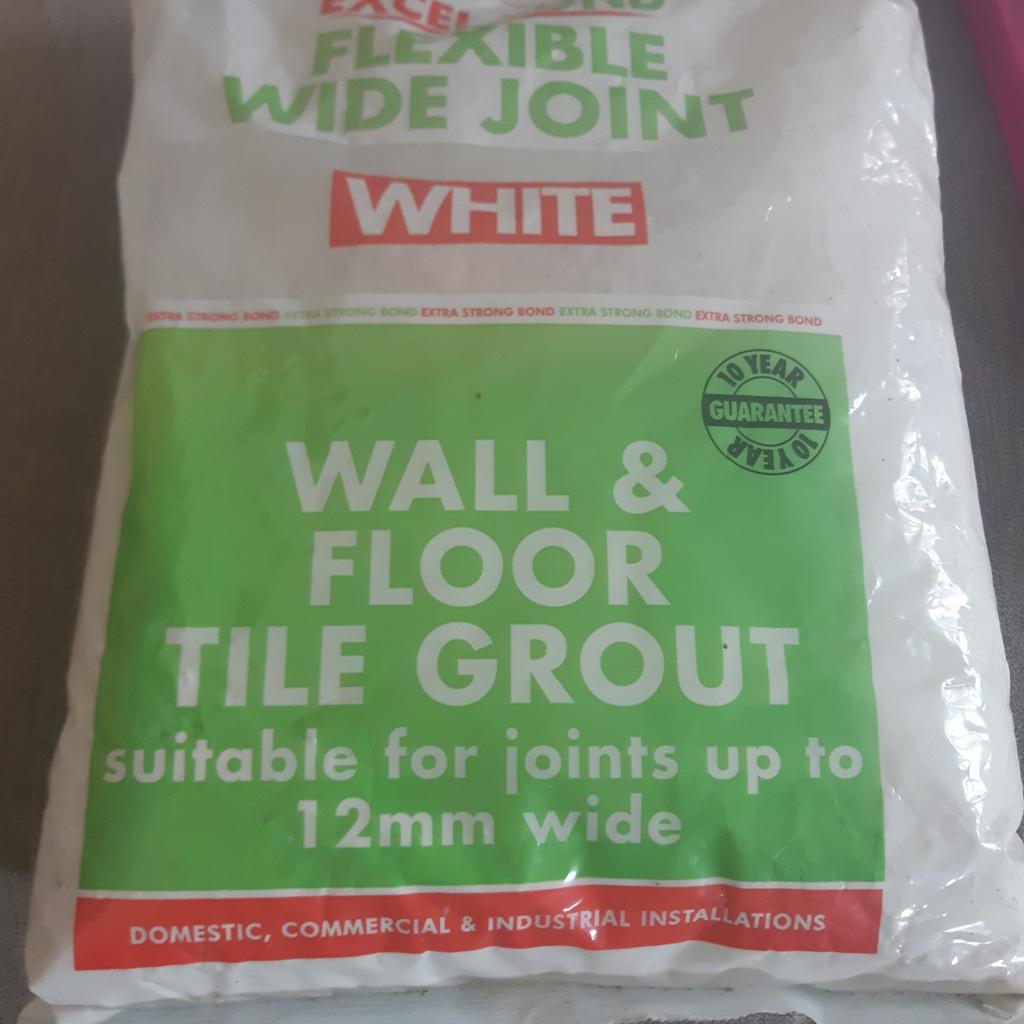 FLEXIBLE
WIDE JOINT
WHITE
EXTRA STRONG BOND EXTRA STRONG BOND EXTRA STRONG BOND EXTRA STRONG BOND EXTRA STRONG BOND
10 YEAR
GUARANTEE
10 YEAR
WALL &
FLOOR
TILE GROUT
suitable for joints up to
12mm wide
DOMESTIC, COMMERCIAL & INDUSTRIAL INSTALLATIONS